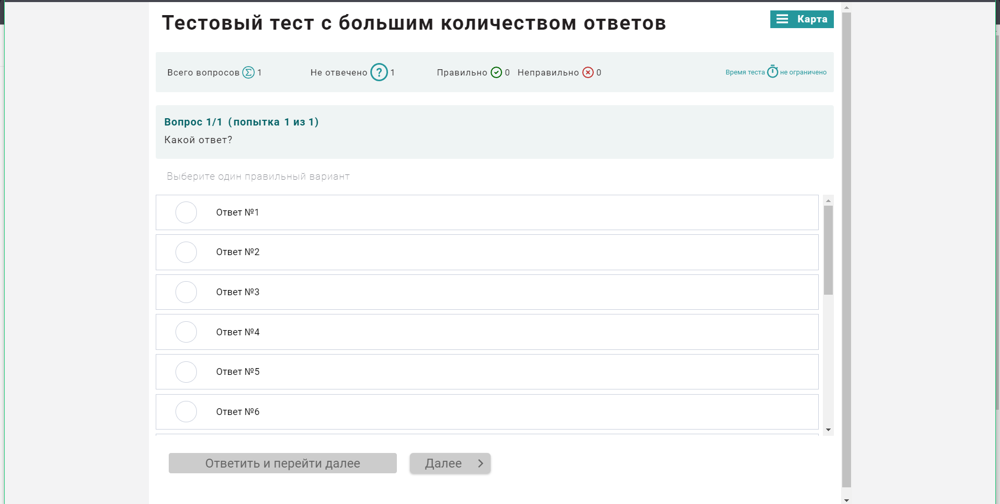 Тестовый тест с большим количеством ответов
Карта
Всего вопросов 1
Не отвечено ? 1
Правильно 0
Неправильно 0
Время теста не ограничено
Вопрос 1/1 (попытка 1 из 1)
Какой ответ?
Выберите один правильный вариант
Ответ №1
Ответ №2
Ответ №3
Ответ №4
Ответ №5
Ответ №6
Ответить и перейти далее
Далее